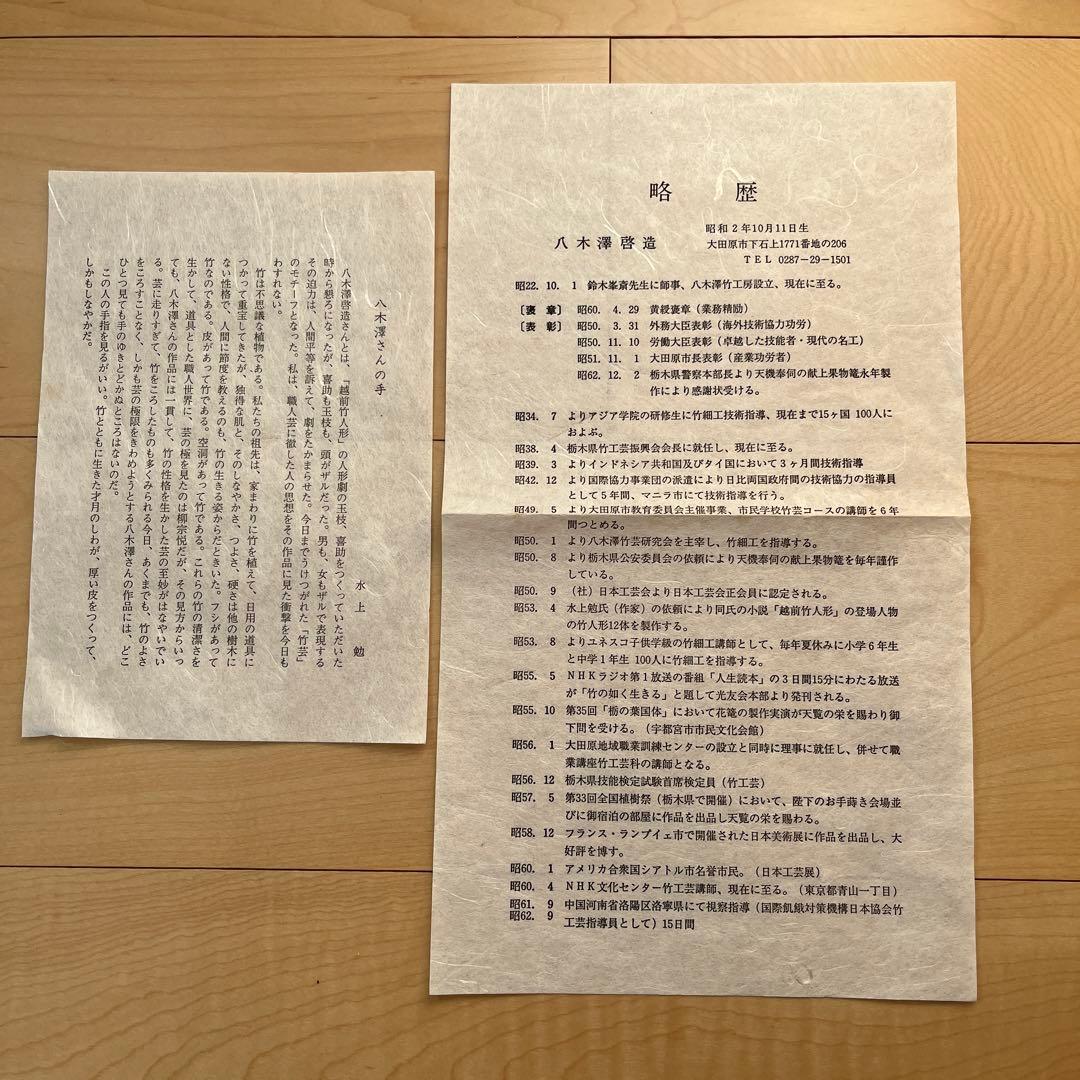 八木澤さんの手
水上　勉
八木澤啓造さんとは、「越前竹人形」の人形劇の玉枝、喜助をつくっていただいた
時から懇ろになったが、喜助も玉枝も、頭がザルだった。男も、女もザルで表現する
その迫力は、人間平等を訴えて、劇をたかまらせた。今日までうけつがれた「竹芸」
のモチーフとなった。私は、職人芸に徹した人の思想をその作品に見た衝撃を今日も
わすれない。
竹は不思議な植物である。私たちの祖先は、家まわりに竹を植えて、日用の道具に
つかって重宝してきたが、独得な肌と、そのしなやかさ、つよさ、硬さは他の樹木に
ない性格で、人間に節度を教えるのも、竹の生きる姿からだときいた。フシがあって
竹なのである。皮があって竹である。空洞があって竹である。これらの竹の清潔さを
生かして、道具とした職人世界に、芸の極を見たのは柳宗悦だが、その見方からいっ
ても、八木澤さんの作品には一貫して、竹の性格を生かした芸の至妙がはなやいでい
る。芸に走りすぎて、竹をころしたものも多くみられる今日、あくまでも、竹のよさ
をころすことなく、しかも芸の極限をきわめようとする八木澤さんの作品には、どこ
ひとつ見ても手のゆきとどかぬところはないのだ。
この人の手指を見るがいい。竹とともに生きた才月のしわが、厚い皮をつくって、
しかもしなやかだ。
略　歴
昭和2年10月11日生
八木澤啓造　大田原市下石上1771番地の206
TEL 0287－29－1501
昭22. 10. 1 鈴木峯斎先生に師事、八木澤竹工房設立、現在に至る。
〔褒　章〕 昭60. 4. 29 黄綬褒章（業務精励）
〔表　彰〕 昭50. 3. 31 外務大臣表彰（海外技術協力功労）
昭50. 11. 10 労働大臣表彰（卓越した技能者・現代の名工）
昭51. 11. 1 大田原市長表彰（産業功労者）
昭62. 12. 2 栃木県警察本部長より天機奉伺の献上果物篭永年製
作により感謝状受ける。
昭34. 7 よりアジア学院の研修生に竹細工技術指導、現在まで15ヶ国 100人に
およぶ。
昭38. 4 栃木県竹工芸振興会会長に就任し、現在に至る。
昭39. 3 よりインドネシア共和国及びタイ国において３ヶ月間技術指導
昭42. 12 より国際協力事業団の派遣により日比両国政府間の技術協力の指導員
として５年間、マニラ市にて技術指導を行う。
昭49. 5 より大田原市教育委員会主催事業、市民学校竹芸コースの講師を６年
間つとめる。
昭50. 1 より八木澤竹芸研究会を主宰し、竹細工を指導する。
昭50. 8 より栃木県公安委員会の依頼により天機奉伺の献上果物篭を毎年謹作
している。
昭50. 9 （社）日本工芸会より日本工芸会正会員に認定される。
昭53. 4 水上勉氏（作家）の依頼により同氏の小説「越前竹人形」の登場人物
の竹人形12体を製作する。
昭53. 8 よりユネスコ子供学級の竹細工講師として、毎年夏休みに小学６年生
と中学１年生 100人に竹細工を指導する。
昭55. 5 ＮＨＫラジオ第１放送の番組「人生読本」の３日間15分にわたる放送
が「竹の如く生きる」と題して光友会本部より発刊される。
昭55. 10 第35回「栃の葉国体」において花篭の製作実演が天覧の栄を賜わり御
下問を受ける。（宇都宮市市民文化会館）
昭56. 1 大田原地域職業訓練センターの設立と同時に理事に就任し、併せて職
業講座竹工芸科の講師となる。
昭56. 12 栃木県技能検定試験首席検定員（竹工芸）
昭57. 5 第33回全国植樹祭（栃木県で開催）において、陛下のお手蒔き会場並
びに御宿泊の部屋に作品を出品し天覧の栄を賜わる。
昭58. 12 フランス・ランブイェ市で開催された日本美術展に作品を出品し、大
好評を博す。
昭60. 1 アメリカ合衆国シアトル市名誉市民。（日本工芸展）
昭60. 4 ＮＨＫ文化センター竹工芸講師、現在に至る。（東京都青山一丁目）
昭61. 9 中国河南省洛陽区洛寧県にて視察指導（国際飢餓対策機構日本協会竹
昭62. 9 工芸指導員として）15日間